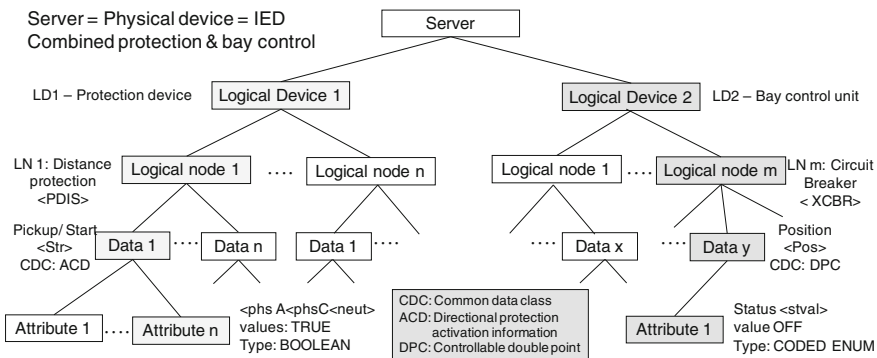 Server = Physical device = IED
Combined protection & bay control
Server
LD1 – Protection device
Logical Device 1
Logical Device 2
LD2 – Bay control unit
LN 1: Distance
protection
<PDIS>
Logical node 1
....
Logical node n
Logical node 1
....
Logical node m
LN m: Circuit
Breaker
< XCBR>
Pickup/ Start
<Str>
CDC: ACD
Data 1
....
Data n
Data 1
....
....
Data x
....
Data y
Position
<Pos>
CDC: DPC
Attribute 1
....
Attribute n
<phs A<phsC<neut>
values: TRUE
Type: BOOLEAN
CDC: Common data class
ACD: Directional protection
activation information
DPC: Controllable double point
Attribute 1
Status <stval>
value OFF
Type: CODED ENUM